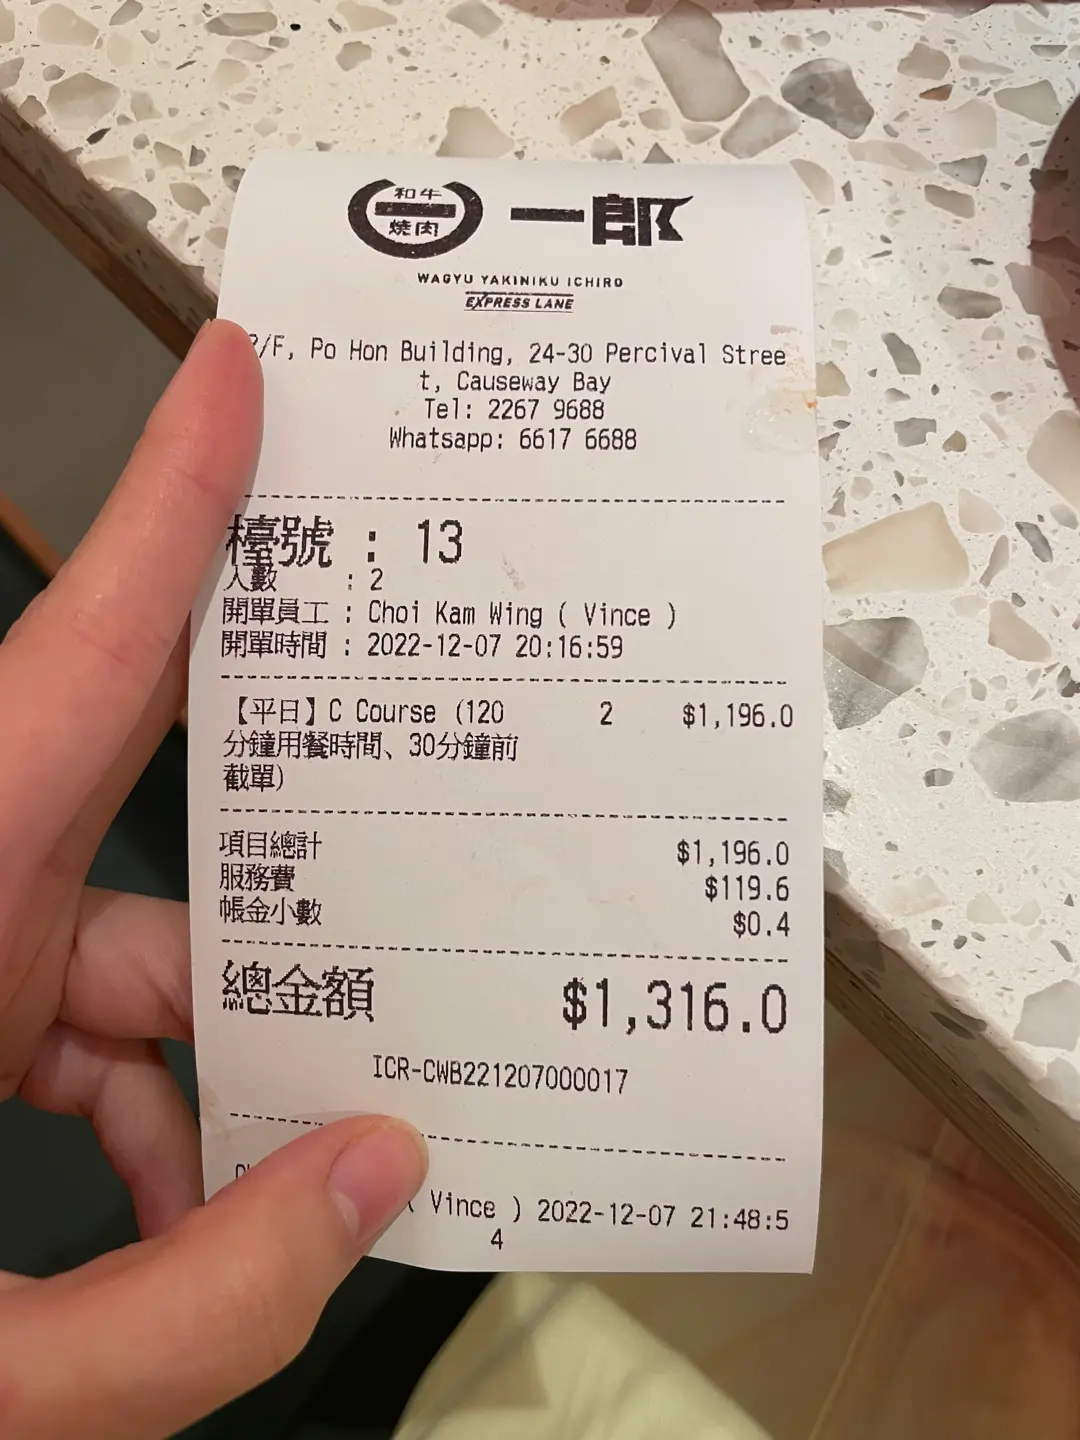 和牛
一
燒肉
一郎
WAGYU YAKINIKU ICHIRO
EXPRESS LANE
/F, Po Hon Building, 24-30 Percival Stree
t, Causeway Bay
Tel: 2267 9688
Whatsapp: 6617 6688
檯號 : 13
人數 : 2
開單員工 : Choi Kam Wing ( Vince )
開單時間 : 2022-12-07 20:16:59
【平日】C Course (120 2 $1,196.0
分鐘用餐時間、30分鐘前
截單)
項目總計 $1,196.0
服務費 $119.6
帳金小數 $0.4
總金額 $1,316.0
ICR-CWB221207000017
( Vince ) 2022-12-07 21:48:5
4